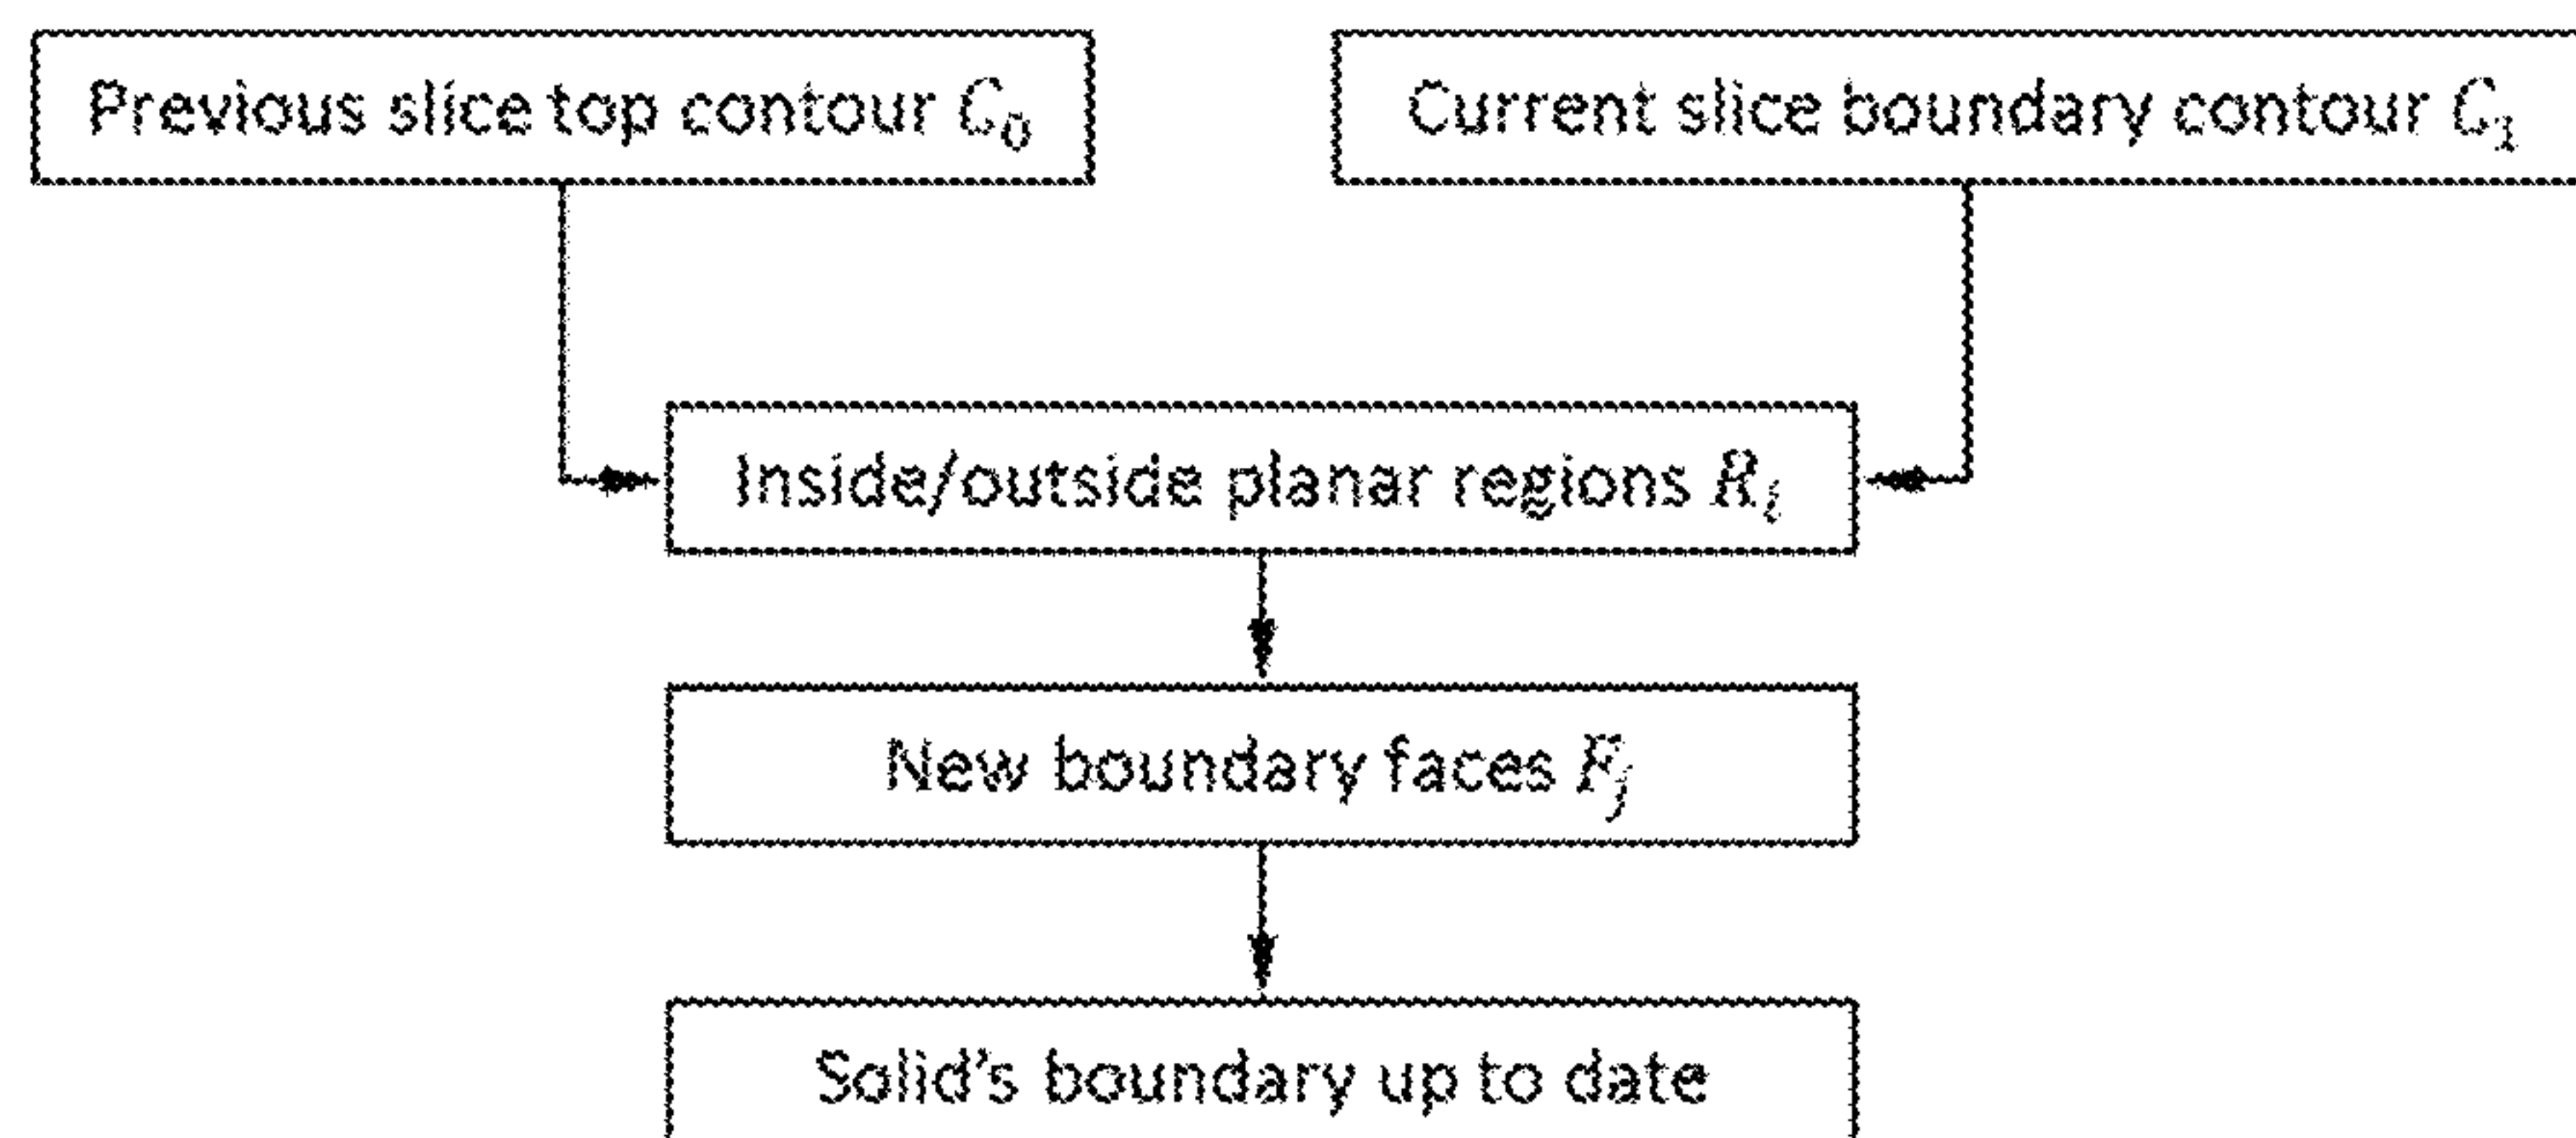 Previous slice top contour C₀
Current slice boundary contour C₁
Inside/outside planar regions Rᵢ
New boundary faces Fⱼ
Solid's boundary up to date